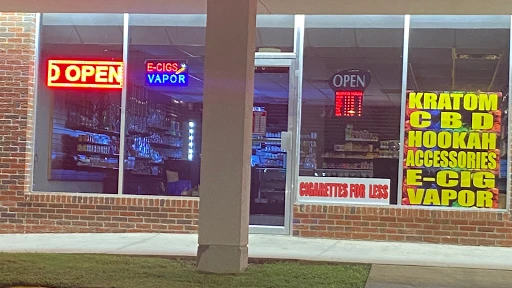 D OPEN
E-CIGS
VAPOR
OPEN
CIGARETTES FOR LESS
KRATOM
CBD
HOOKAH
ACCESSORIES
E-CIG
VAPOR